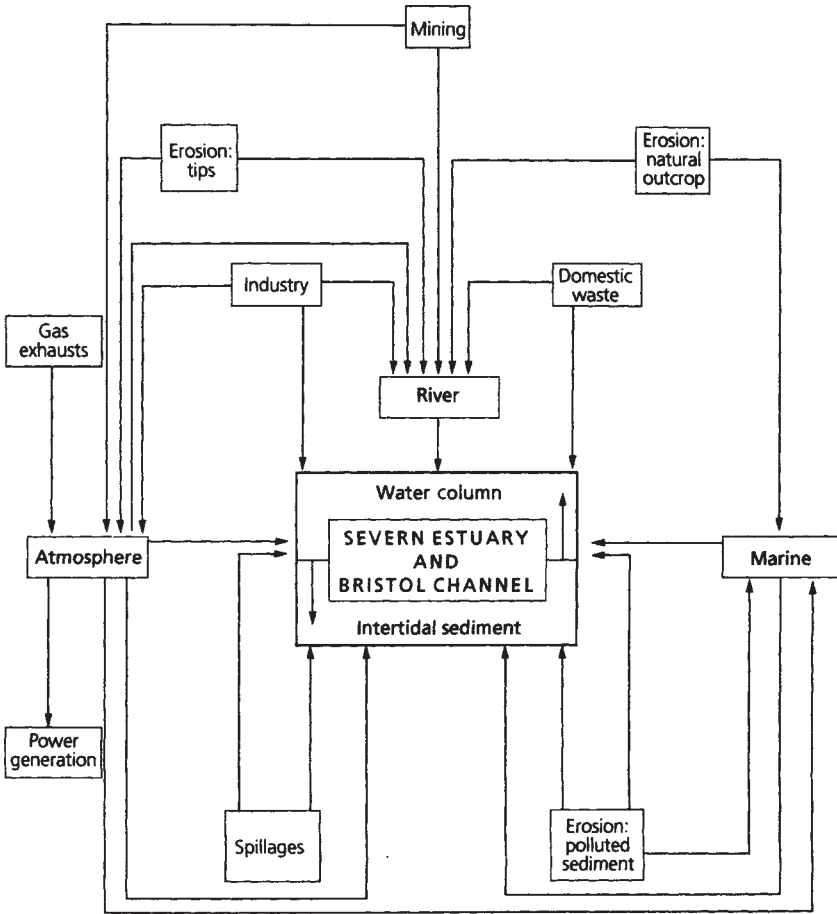 Mining
Erosion:
tips
Erosion:
natural
outcrop
Industry
Domestic
waste
Gas
exhausts
River
Water column
SEVERN ESTUARY
AND
BRISTOL CHANNEL
Intertidal sediment
Atmosphere
Marine
Power
generation
Spillages
Erosion:
polluted
sediment